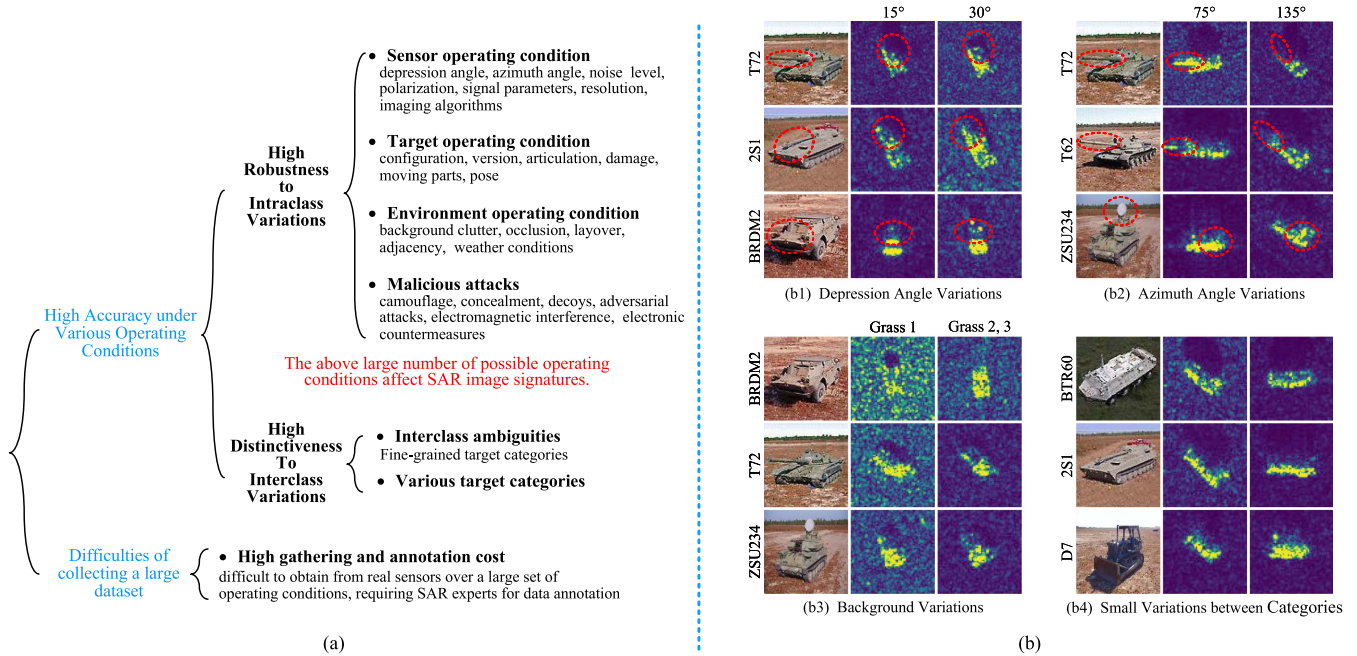 High Accuracy under
Various Operating
Conditions
High
Robustness
to
Intraclass
Variations
• Sensor operating condition
depression angle, azimuth angle, noise level,
polarization, signal parameters, resolution,
imaging algorithms
• Target operating condition
configuration, version, articulation, damage,
moving parts, pose
• Environment operating condition
background clutter, occlusion, layover,
adjacency, weather conditions
• Malicious attacks
camouflage, concealment, decoys, adversarial
attacks, electromagnetic interference, electronic
countermeasures
The above large number of possible operating
conditions affect SAR image signatures.
High
Distinctiveness
To
Interclass
Variations
• Interclass ambiguities
Fine-grained target categories
• Various target categories
Difficulties of
collecting a large
dataset
• High gathering and annotation cost
difficult to obtain from real sensors over a large set of
operating conditions, requiring SAR experts for data annotation
(a)
15°
30°
T72
2S1
BRDM2
(b1) Depression Angle Variations
75°
135°
T72
T62
ZSU234
(b2) Azimuth Angle Variations
Grass 1
Grass 2, 3
BRDM2
T72
ZSU234
(b3) Background Variations
75°
135°
BTR60
2S1
D7
(b4) Small Variations between Categories
(b)